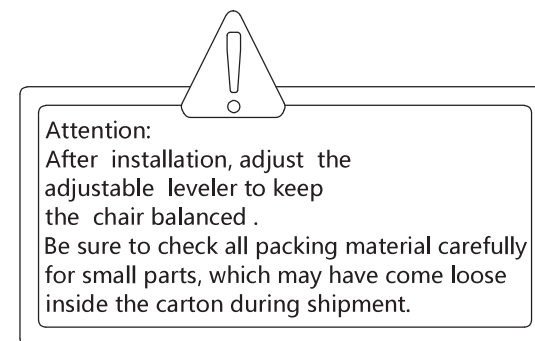 Attention:
After installation, adjust the
adjustable leveler to keep
the chair balanced .
Be sure to check all packing material carefully
for small parts, which may have come loose
inside the carton during shipment.